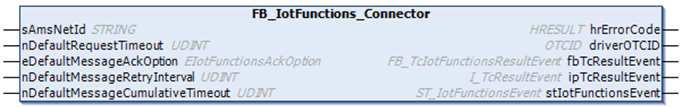 FB_IotFunctions_Connector
sAmsNetId STRING HRESULT hrErrorCode
nDefaultRequestTimeout UDINT OTCID driverOTCID
eDefaultMessageAckOption EIotFunctionsAckOption FB_TcIotFunctionsResultEvent fbTcResultEvent
nDefaultMessageRetryInterval UDINT I_TcResultEvent ipTcResultEvent
nDefaultMessageCumulativeTimeout UDINT ST_IotFunctionsEvent stIotFunctionsEvent